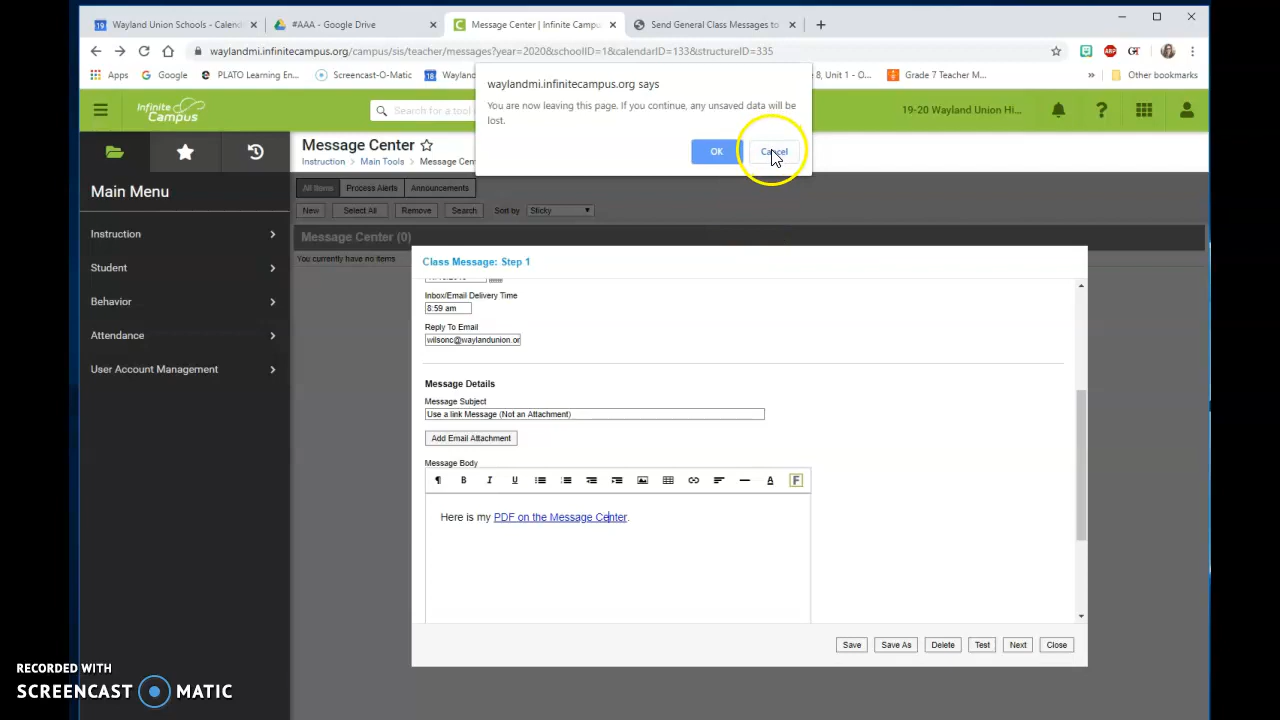 Wayland Union Schools - Calend
#AAA - Google Drive
Message Center | Infinite Campu
Send General Class Messages to
waylandmi.infinitecampus.org/campus/sis/teacher/messages?year=2020&schoolID=1&calendarID=133&structureID=335
Apps
Google
PLATO Learning En...
Screencast-O-Matic
Wayland
8, Unit 1 - O...
Grade 7 Teacher M...
»
Other bookmarks
waylandmi.infinitecampus.org says
You are now leaving this page. If you continue, any unsaved data will be
lost.
OK
Cancel
Infinite
Campus
Search for a tool
19-20 Wayland Union Hi...
Message Center
Instruction > Main Tools > Message Cen
Main Menu
Instruction
Student
Behavior
Attendance
User Account Management
All Items
Process Alerts
Announcements
New
Select All
Remove
Search
Sort by
Sticky
Message Center (0)
You currently have no items
Class Message: Step 1
Inbox/Email Delivery Time
8:59 am
Reply To Email
wilsonc@waylandunion.or
Message Details
Message Subject
Use a link Message (Not an Attachment)
Add Email Attachment
Message Body
¶ B I U A F
Here is my PDF on the Message Center.
Save
Save As
Delete
Test
Next
Close
RECORDED WITH
SCREENCAST MATIC